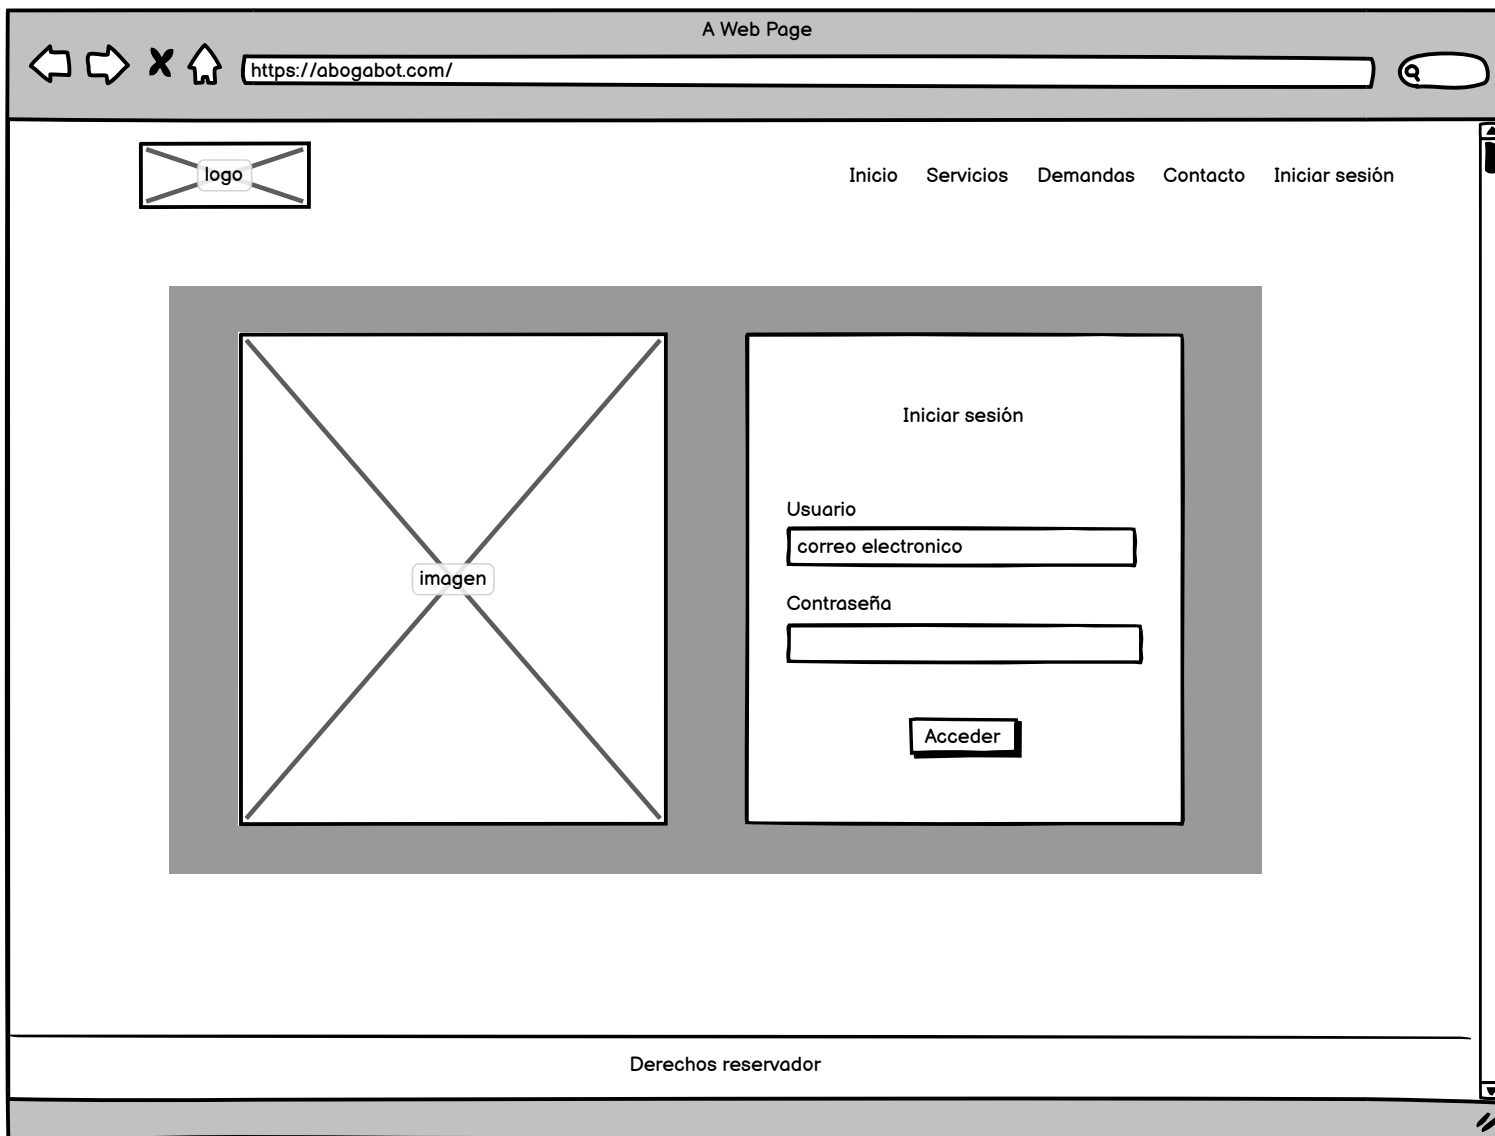 A Web Page
https://abogabot.com/
logo
Inicio Servicios Demandas Contacto Iniciar sesión
imagen
Iniciar sesión
Usuario
correo electronico
Contraseña
Acceder
Derechos reservador